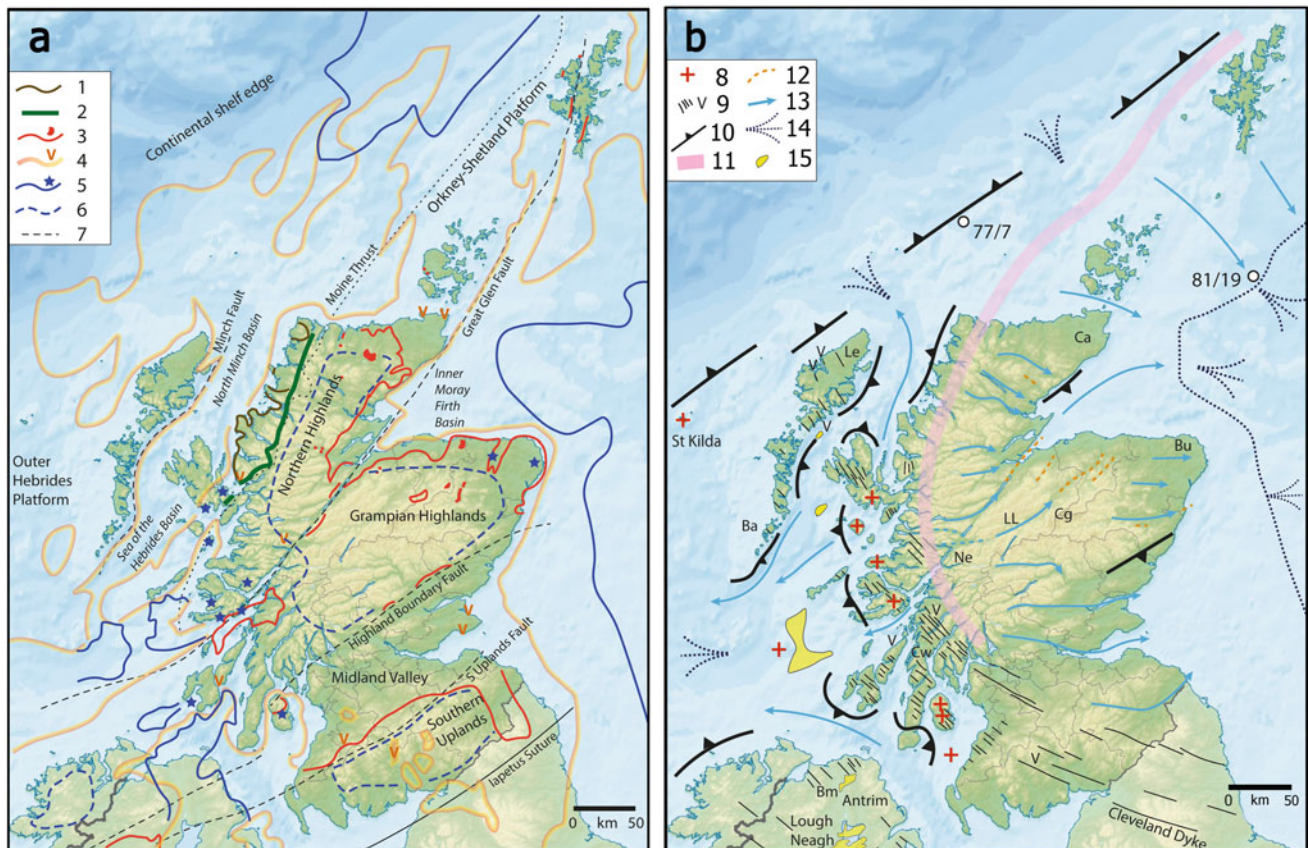 a
1
2
3
4
5
6
7
V
Continental shelf edge
Orkney-Shetland Platform
Moine Thrust
Great Glen Fault
Minch Fault
North Minch Basin
Inner
Moray
Firth
Basin
Northern Highlands
Outer
Hebrides
Platform
Sea of the
Hebrides Basin
Grampian Highlands
Highland Boundary Fault
Midland Valley
S Uplands Fault
Southern
Uplands
Iapetus Suture
V
V
V
V
V
V
V
V
V
0 km 50
b
8
9
10
11
12
13
14
15
V
77/7
81/19
Le
V
V
Ca
St Kilda
Bu
Ba
LL
Cg
Ne
V
V
Cw
V
Bm
Antrim
Lough
Neagh
Cleveland Dyke
0 km 50